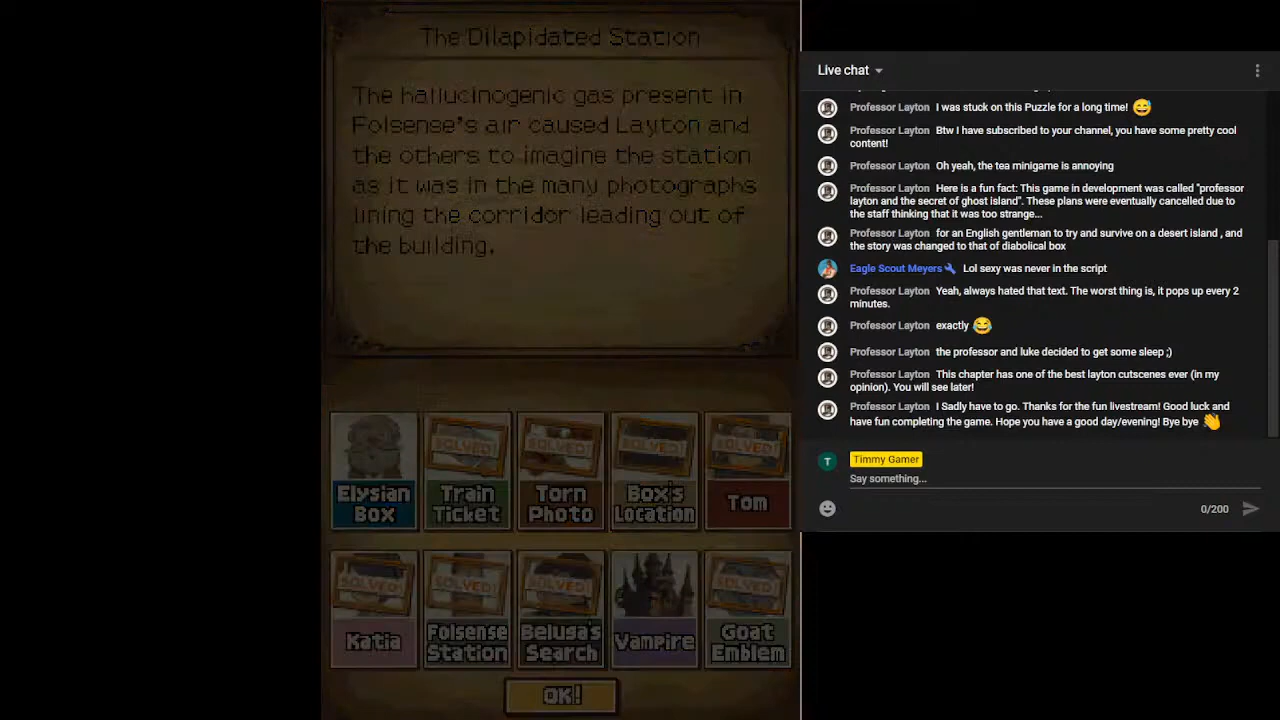 The Dilapidated Station
The hallucinogenic gas present in
Folsense's air caused Layton and
the others to imagine the station
as it was in the many photographs
lining the corridor leading out of
the building.
SOLVED!
SOLVED!
SOLVED!
SOLVED!
Elysian Box
Train Ticket
Torn Photo
Box's Location
Tom
SOLVED!
SOLVED!
SOLVED!
SOLVED!
Katia
Folsense Station
Belusa's Search
Vampire
Goat Emblem
OK!
Live chat
Professor Layton I was stuck on this Puzzle for a long time! 😅
Professor Layton Btw I have subscribed to your channel, you have some pretty cool
content!
Professor Layton Oh yeah, the tea minigame is annoying
Professor Layton Here is a fun fact: This game in development was called "professor
layton and the secret of ghost island". These plans were eventually cancelled due to
the staff thinking that it was too strange...
Professor Layton for an English gentleman to try and survive on a desert island , and
the story was changed to that of diabolical box
Eagle Scout Meyers Lol sexy was never in the script
Professor Layton Yeah, always hated that text. The worst thing is, it pops up every 2
minutes.
Professor Layton exactly 😂
Professor Layton the professor and luke decided to get some sleep ;)
Professor Layton This chapter has one of the best layton cutscenes ever (in my
opinion). You will see later!
Professor Layton I Sadly have to go. Thanks for the fun livestream! Good luck and
have fun completing the game. Hope you have a good day/evening! Bye bye 👋
T
Timmy Gamer
Say something...
0/200